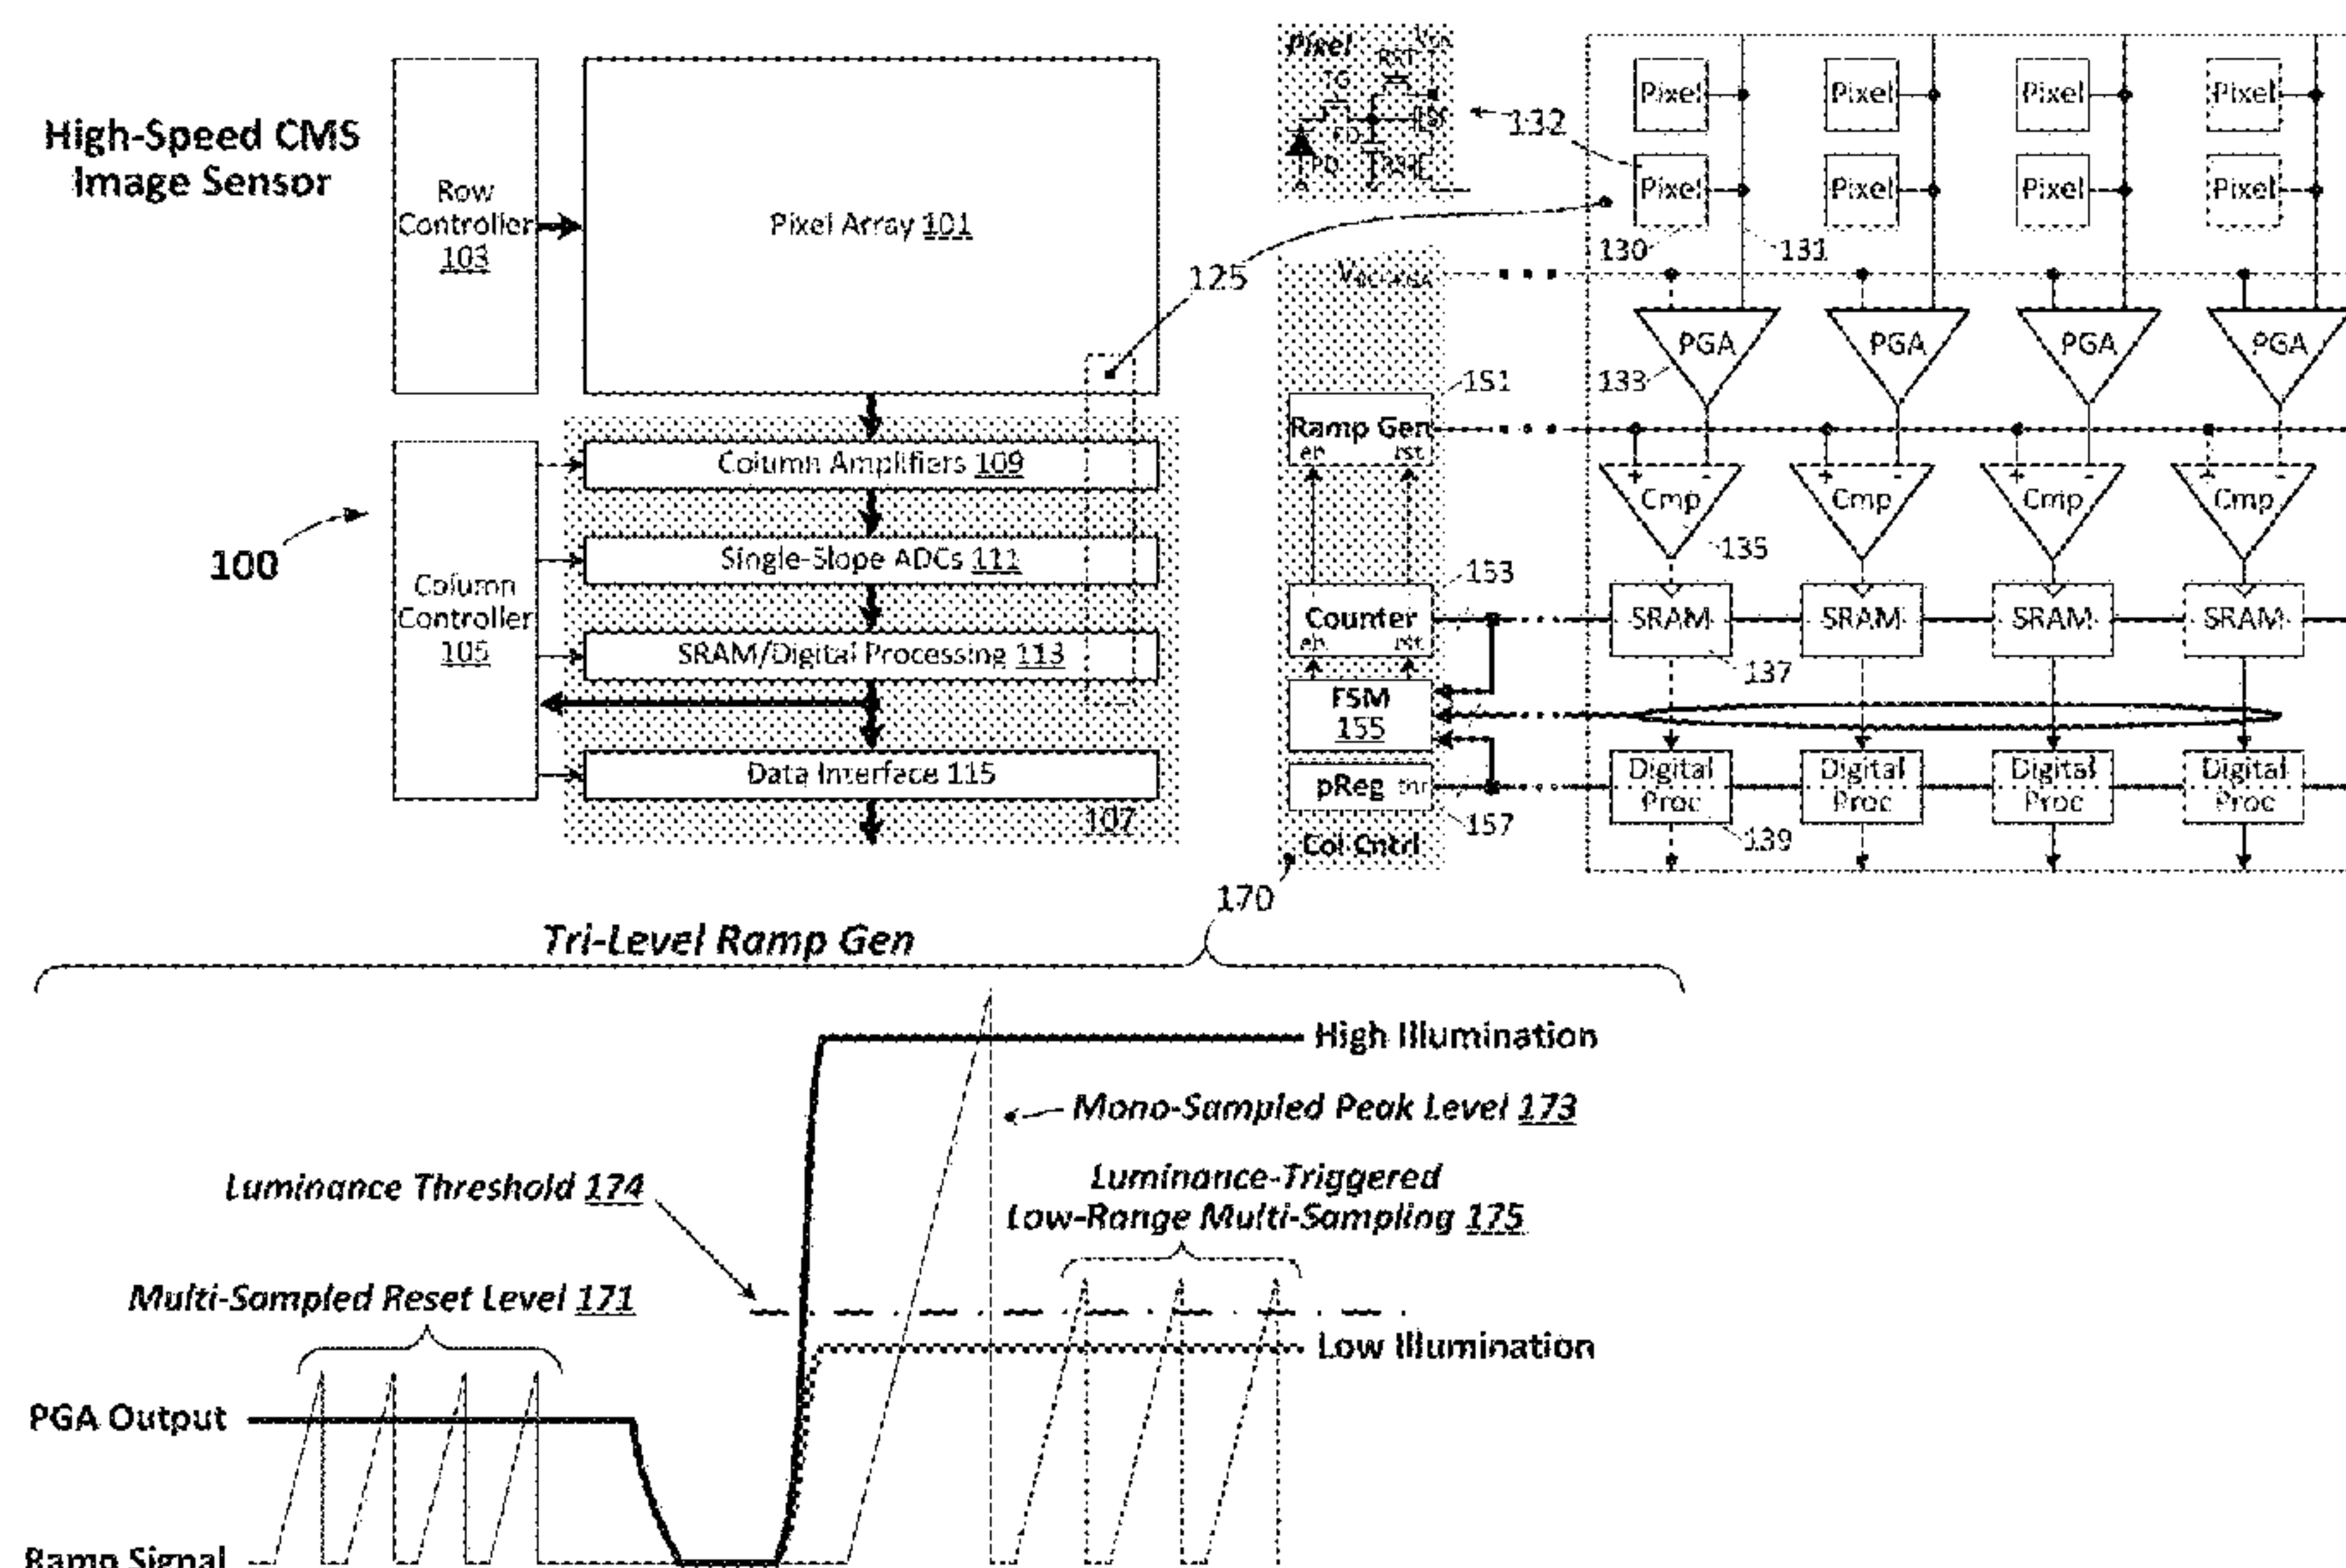 High-Speed CMS
Image Sensor
Row
Controller
103
Pixel Array 101
100
Column
Controller
105
Column Amplifiers 109
Single-Slope ADCs 111
SRAM/Digital Processing 113
Data Interface 115
107
125
Pixel
RST
TG
FD
PD
132
Pixel Pixel Pixel Pixel
Pixel Pixel Pixel Pixel
130 131
PGA PGA PGA PGA
133
151
Ramp Gen
en rst
Cmp Cmp Cmp Cmp
+ - + - + - + -
135
153
Counter
en rst
SRAM SRAM SRAM SRAM
137
FSM
155
pReg thr
157
Digital Digital Digital Digital
Proc Proc Proc Proc
139
Col Cntrl
170
Tri-Level Ramp Gen
High Illumination
Mono-Sampled Peak Level 173
Luminance Threshold 174
Luminance-Triggered
Low-Range Multi-Sampling 175
Multi-Sampled Reset Level 171
Low Illumination
PGA Output
Ramp Signal